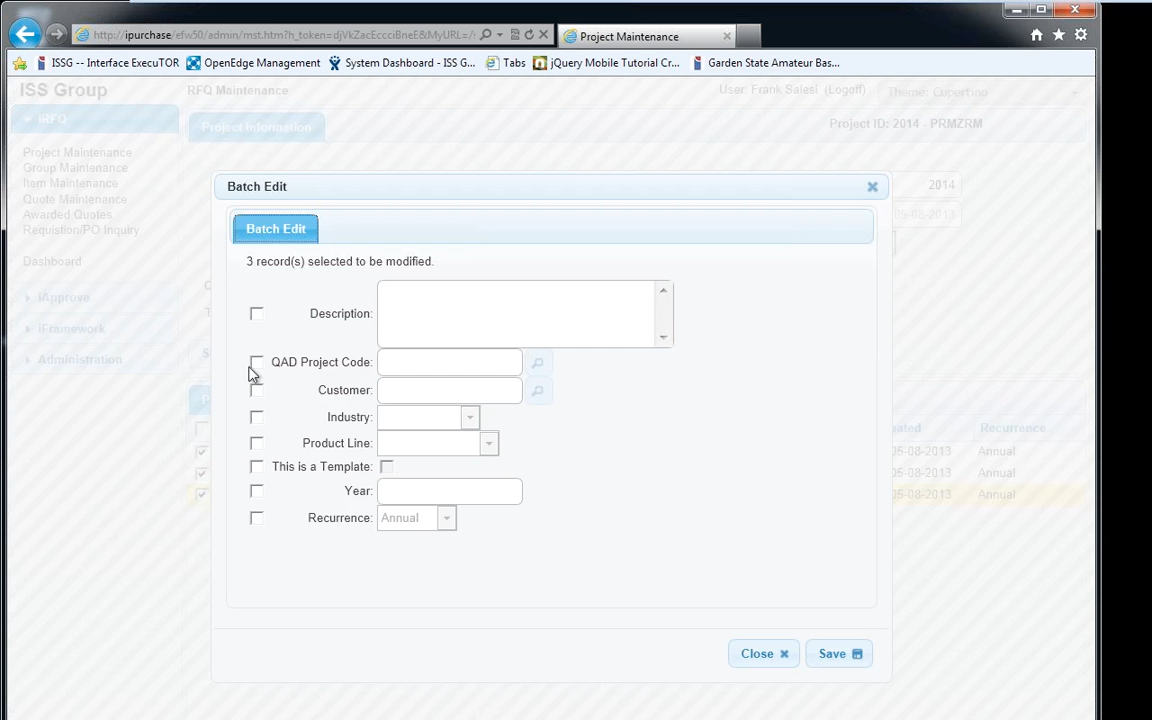 http://ipurchase/efw50/admin/mst.htm?h_token=djVkZacEccciBneE&MyURL=/
Project Maintenance
ISSG -- Interface ExecuTOR
OpenEdge Management
System Dashboard - ISS G...
Tabs
jQuery Mobile Tutorial Cr...
Garden State Amateur Bas...
ISS Group
RFQ Maintenance
User: Frank Salesi (Logoff)
Theme: Cupertino
iRFQ
Project Information
Project ID: 2014 - PRMZRM
Project Maintenance
Group Maintenance
Item Maintenance
Quote Maintenance
Awarded Quotes
Requistion/PO Inquiry
Dashboard
iApprove
iFramework
Administration
2014
05-08-2013
Batch Edit
Batch Edit
3 record(s) selected to be modified.
Description:
QAD Project Code:
Customer:
Industry:
Product Line:
This is a Template:
Year:
Recurrence: Annual
Recurrence
05-08-2013 Annual
05-08-2013 Annual
05-08-2013 Annual
Close
Save